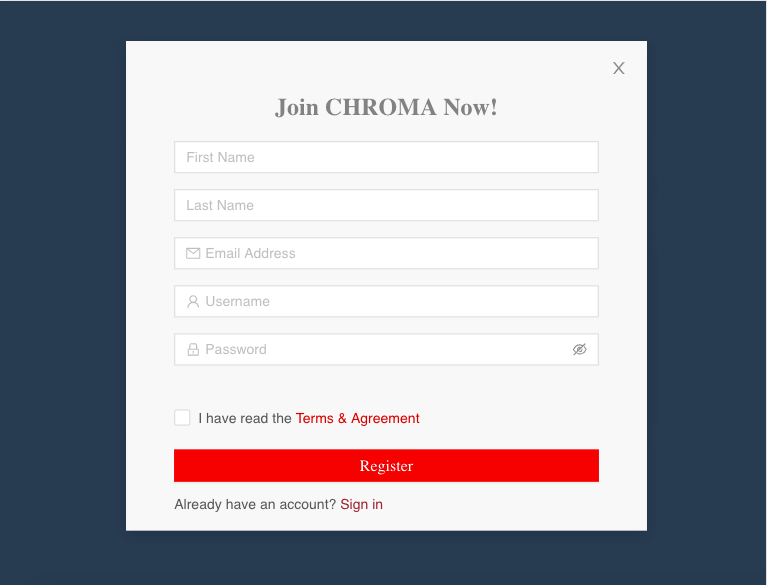 X
Join CHROMA Now!
First Name
Last Name
Email Address
Username
Password
I have read the Terms & Agreement
Register
Already have an account? Sign in